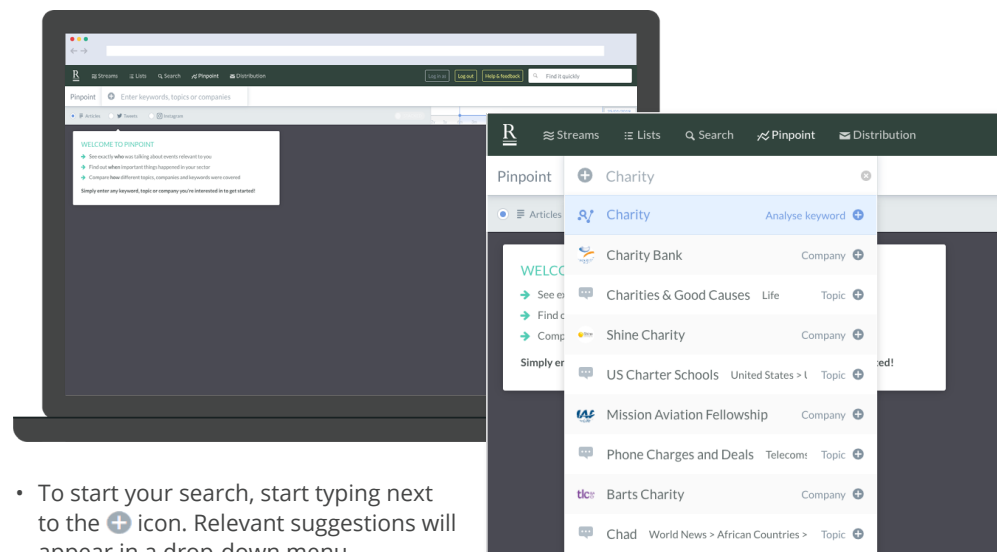 R Streams Lists Search Pinpoint Distribution Log in as Log out Help & feedback Find it quickly
Pinpoint Enter keywords, topics or companies
Articles Tweets Instagram
WELCOME TO PINPOINT
See exactly who was talking about events relevant to you
Find out when important things happened in your sector
Compare how different topics, companies and keywords were covered
Simply enter any keyword, topic or company you're interested in to get started!
R Streams Lists Search Pinpoint Distribution
Pinpoint Charity
Articles
Charity Analyse keyword
Charity Bank Company
Charities & Good Causes Life Topic
Shine Charity Company
US Charter Schools United States > Topic
Mission Aviation Fellowship Company
Phone Charges and Deals Telecoms Topic
Barts Charity Company
Chad World News > African Countries > Topic
WELCO
See ex
Find o
Comp
Simply en ted!
• To start your search, start typing next
to the icon. Relevant suggestions will
appear in a drop-down menu